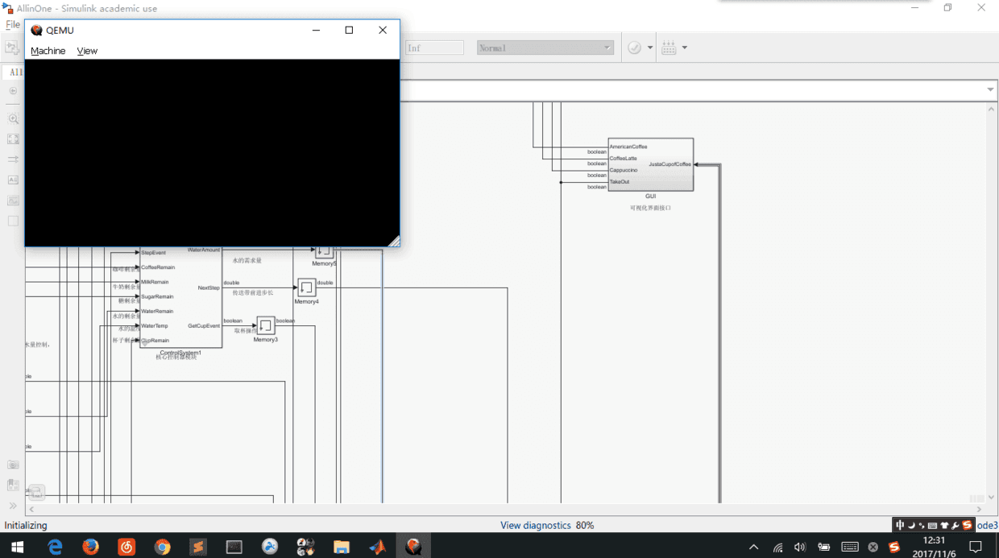 AllinOne - Simulink academic use
QEMU
File
Machine View
Inf
Normal
All
AmericanCoffee
boolean
CoffeeLatte
boolean
JustaCupofCoffee
Cappuccino
boolean
TakeOut
boolean
GUI
可视化界面接口
StepEvent
WaterAmount
水的需求量
Memory5
CoffeeRemain
咖啡剩余量
MilkRemain
牛奶剩余量
NextStep
double
传送带前进步长
double
Memory4
SugarRemain
糖剩余量
WaterRemain
水的剩余量
WaterTemp
水的温度
GetCupEvent
boolean
取杯操作
boolean
Memory3
CupRemain
杯子剩余
水量控制，
ControlSystem1
核心控制器模块
ble
ble
ble
Initializing
View diagnostics 80%
中
ode3
12:31
2017/11/6